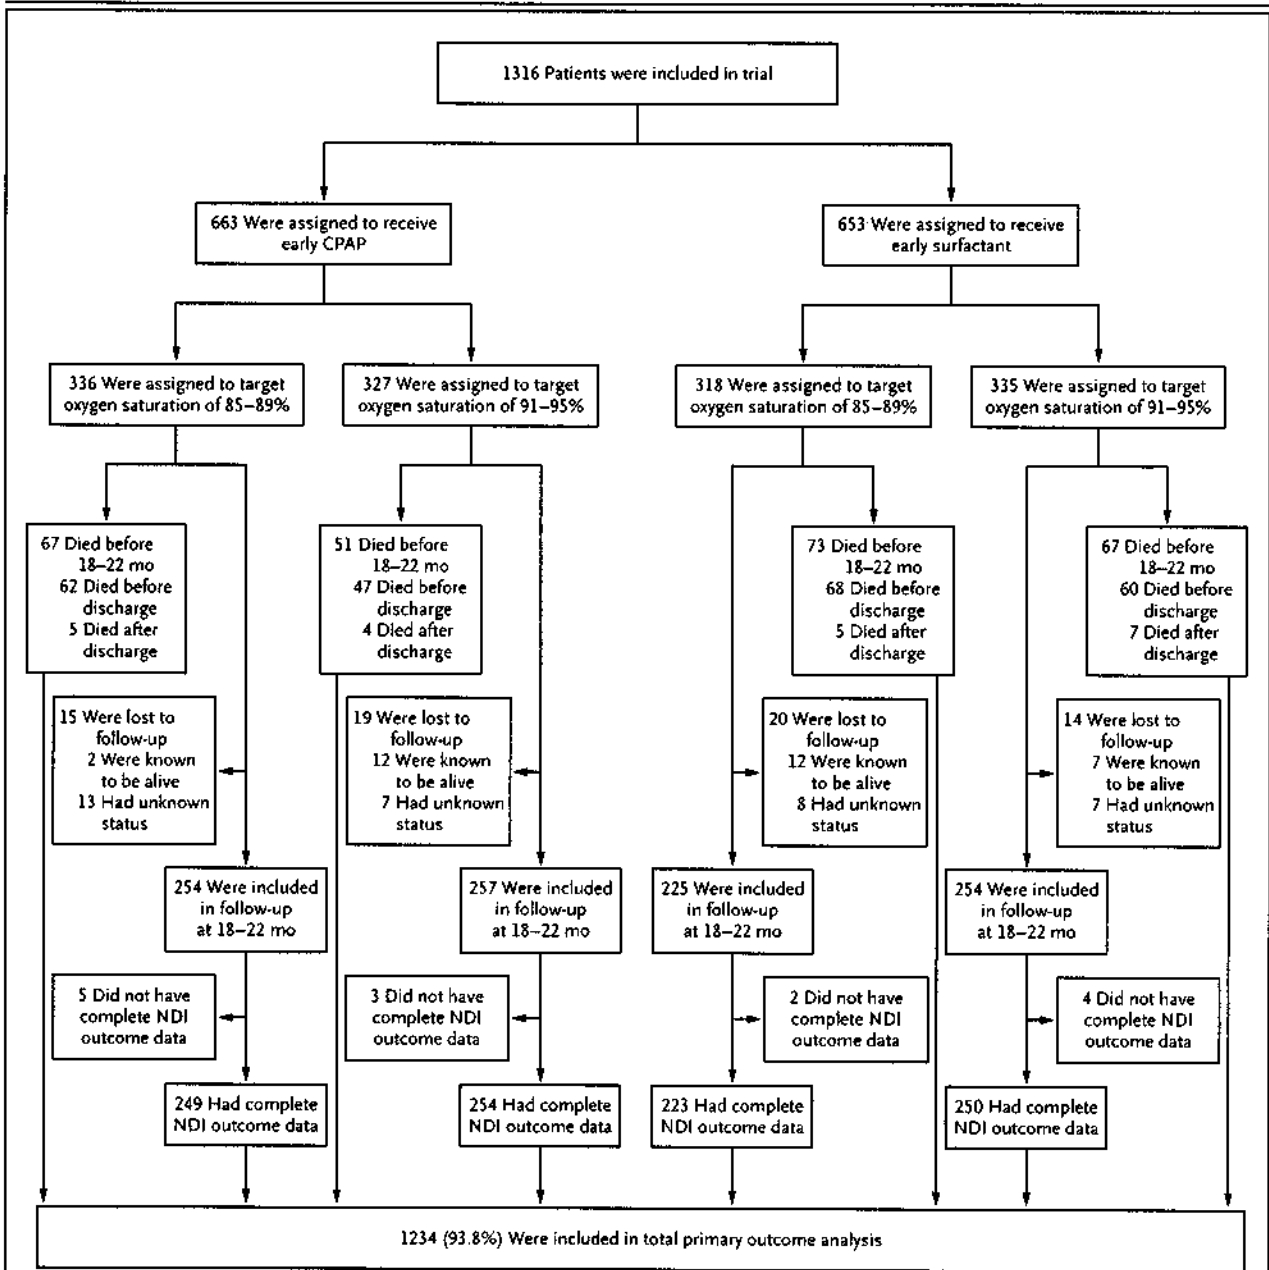 1316 Patients were included in trial
663 Were assigned to receive
early CPAP
653 Were assigned to receive
early surfactant
336 Were assigned to target
oxygen saturation of 85–89%
327 Were assigned to target
oxygen saturation of 91–95%
318 Were assigned to target
oxygen saturation of 85–89%
335 Were assigned to target
oxygen saturation of 91–95%
67 Died before
18–22 mo
62 Died before
discharge
5 Died after
discharge
51 Died before
18–22 mo
47 Died before
discharge
4 Died after
discharge
73 Died before
18–22 mo
68 Died before
discharge
5 Died after
discharge
67 Died before
18–22 mo
60 Died before
discharge
7 Died after
discharge
15 Were lost to
follow-up
2 Were known
to be alive
13 Had unknown
status
19 Were lost to
follow-up
12 Were known
to be alive
7 Had unknown
status
20 Were lost to
follow-up
12 Were known
to be alive
8 Had unknown
status
14 Were lost to
follow-up
7 Were known
to be alive
7 Had unknown
status
254 Were included
in follow-up
at 18–22 mo
257 Were included
in follow-up
at 18–22 mo
225 Were included
in follow-up
at 18–22 mo
254 Were included
in follow-up
at 18–22 mo
5 Did not have
complete NDI
outcome data
3 Did not have
complete NDI
outcome data
2 Did not have
complete NDI
outcome data
4 Did not have
complete NDI
outcome data
249 Had complete
NDI outcome data
254 Had complete
NDI outcome data
223 Had complete
NDI outcome data
250 Had complete
NDI outcome data
1234 (93.8%) Were included in total primary outcome analysis